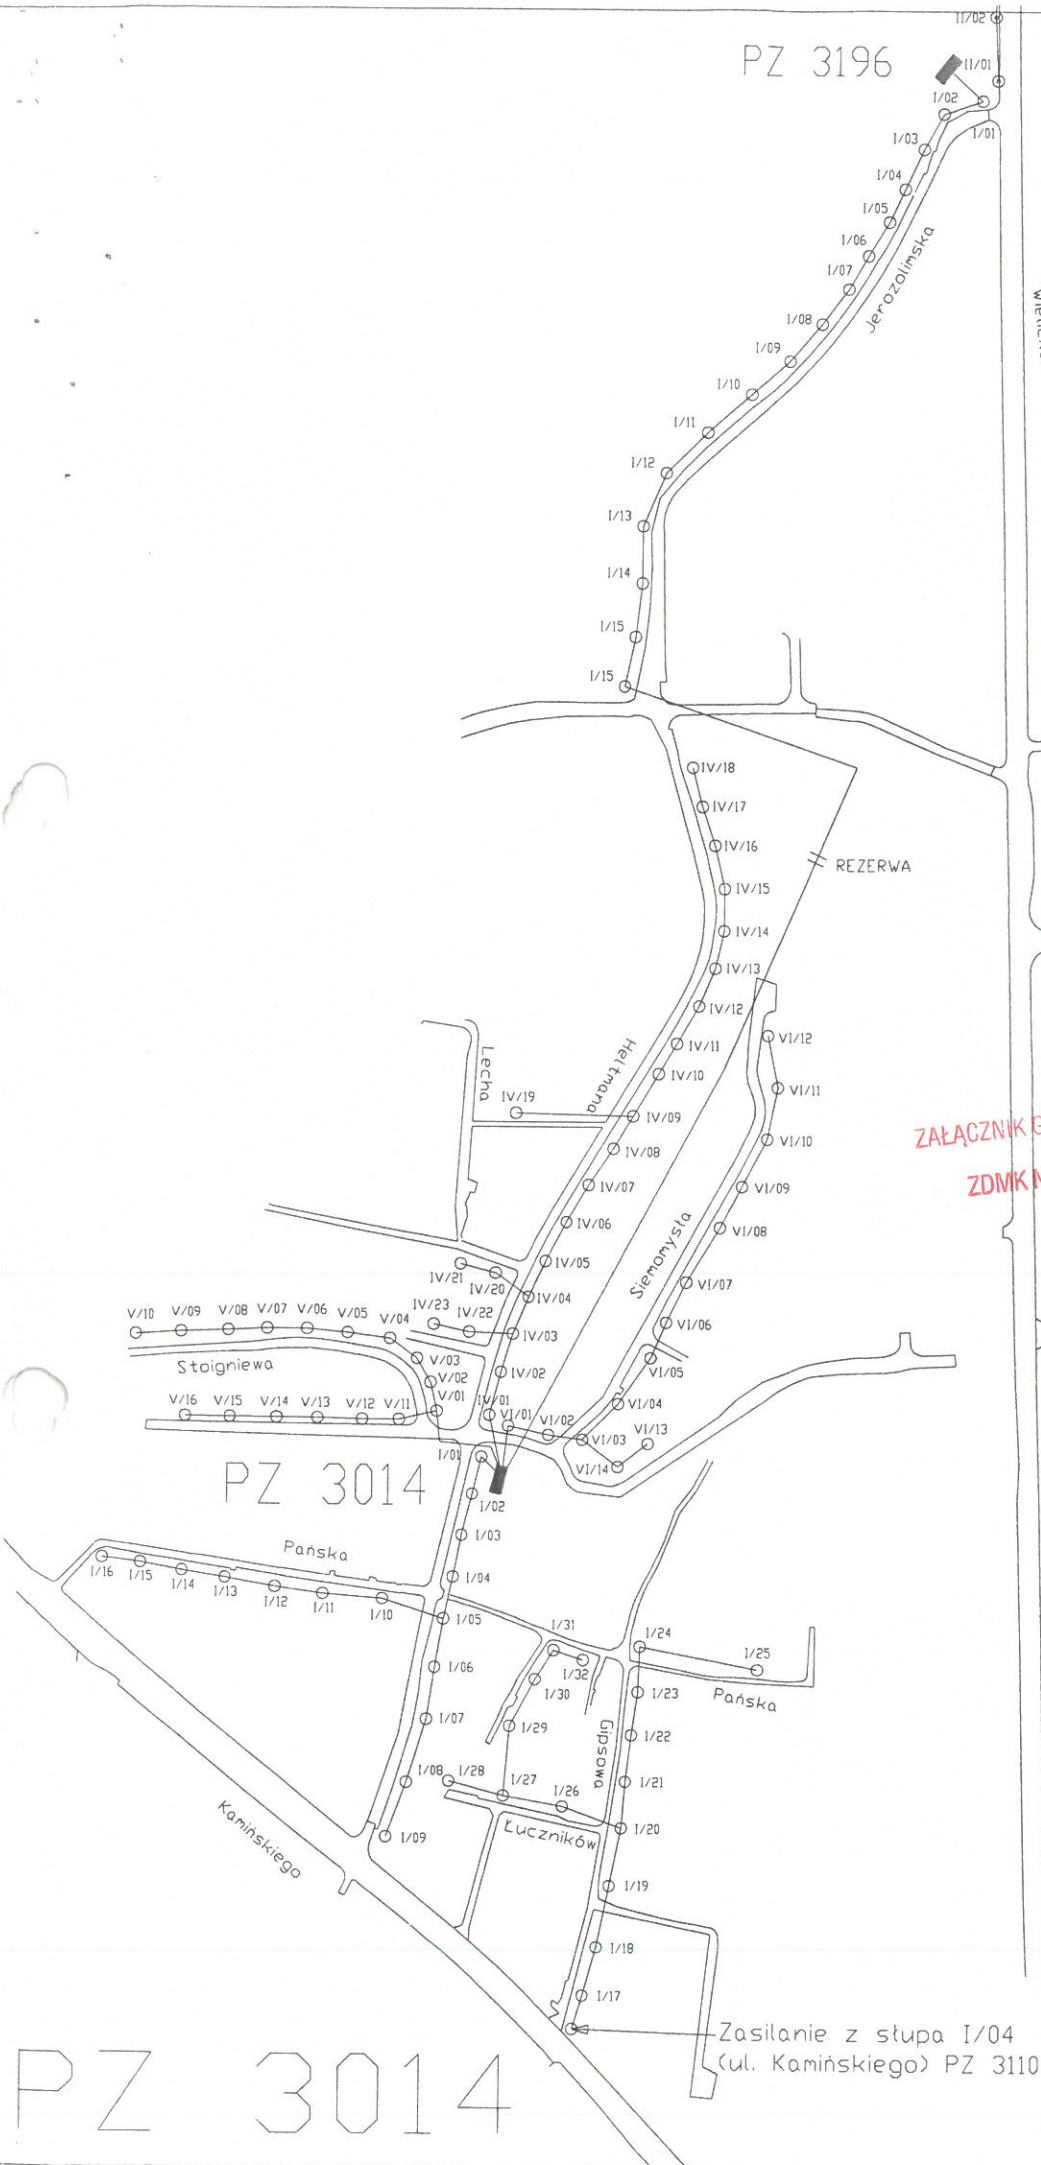 II/02
PZ 3196
II/01
I/02
I/01
I/03
I/04
I/05
I/06
I/07
Jerozolimska
I/08
I/09
I/10
I/11
I/12
I/13
I/14
I/15
I/15
IV/18
IV/17
IV/16
REZERWA
IV/15
IV/14
IV/13
IV/12
VI/12
Heltmana
IV/11
Lecha
IV/10
VI/11
IV/19
IV/09
ZAŁĄCZNIK
VI/10
IV/08
ZDMK
IV/07
VI/09
IV/06
VI/08
Siemomysła
IV/05
IV/21
IV/20
VI/07
IV/04
V/10
V/09
V/08
V/07
V/06
V/05
V/04
IV/23
IV/22
VI/06
IV/03
Stoigniewa
V/03
VI/05
V/02
IV/02
V/01
VI/04
V/16
V/15
V/14
V/13
V/12
V/11
IV/01
VI/01
VI/02
VI/03
VI/13
I/01
VI/14
PZ 3014
I/02
I/03
Pańska
I/04
I/16
I/15
I/14
I/13
I/12
I/11
I/10
I/05
I/31
I/24
I/06
I/32
I/25
I/30
I/23
Pańska
I/07
I/29
I/22
Gipsowa
I/08
I/28
I/27
I/26
I/21
Kamińskiego
I/09
Łuczników
I/20
I/19
I/18
I/17
Zasilanie z słupa I/04
(ul. Kamińskiego) PZ 3110
PZ 3014